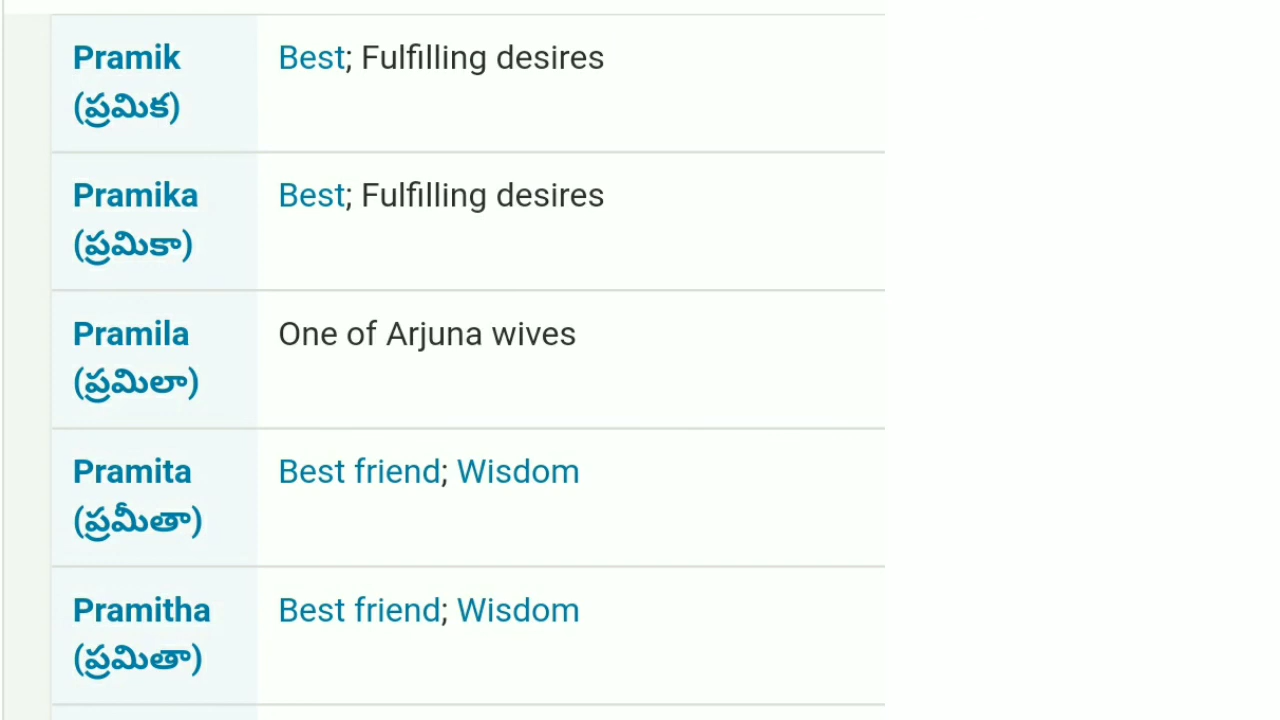 Pramik
(ప్రమిక)
Best; Fulfilling desires
Pramika
(ప్రమికా)
Best; Fulfilling desires
Pramila
(ప్రమిలా)
One of Arjuna wives
Pramita
(ప్రమీతా)
Best friend; Wisdom
Pramitha
(ప్రమితా)
Best friend; Wisdom